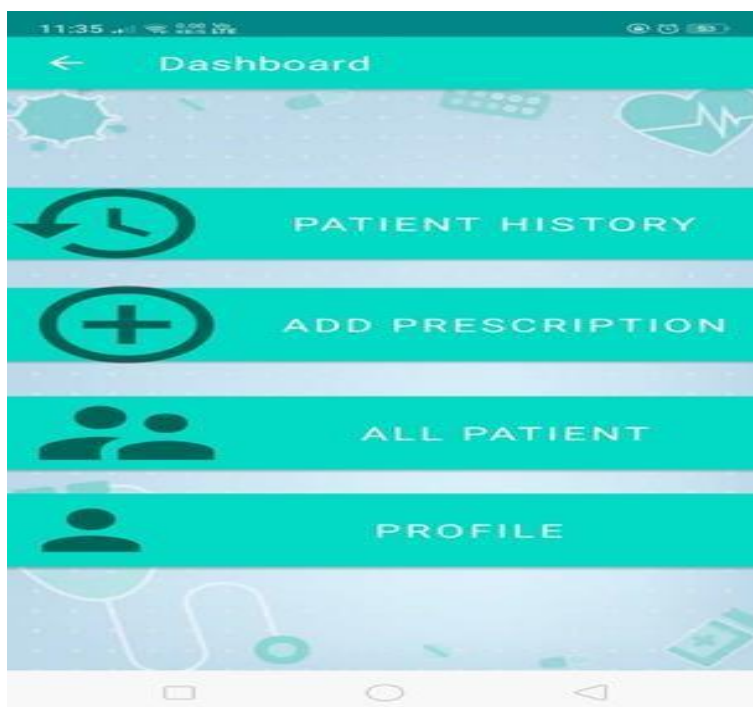 11:35
Dashboard
PATIENT HISTORY
ADD PRESCRIPTION
ALL PATIENT
PROFILE